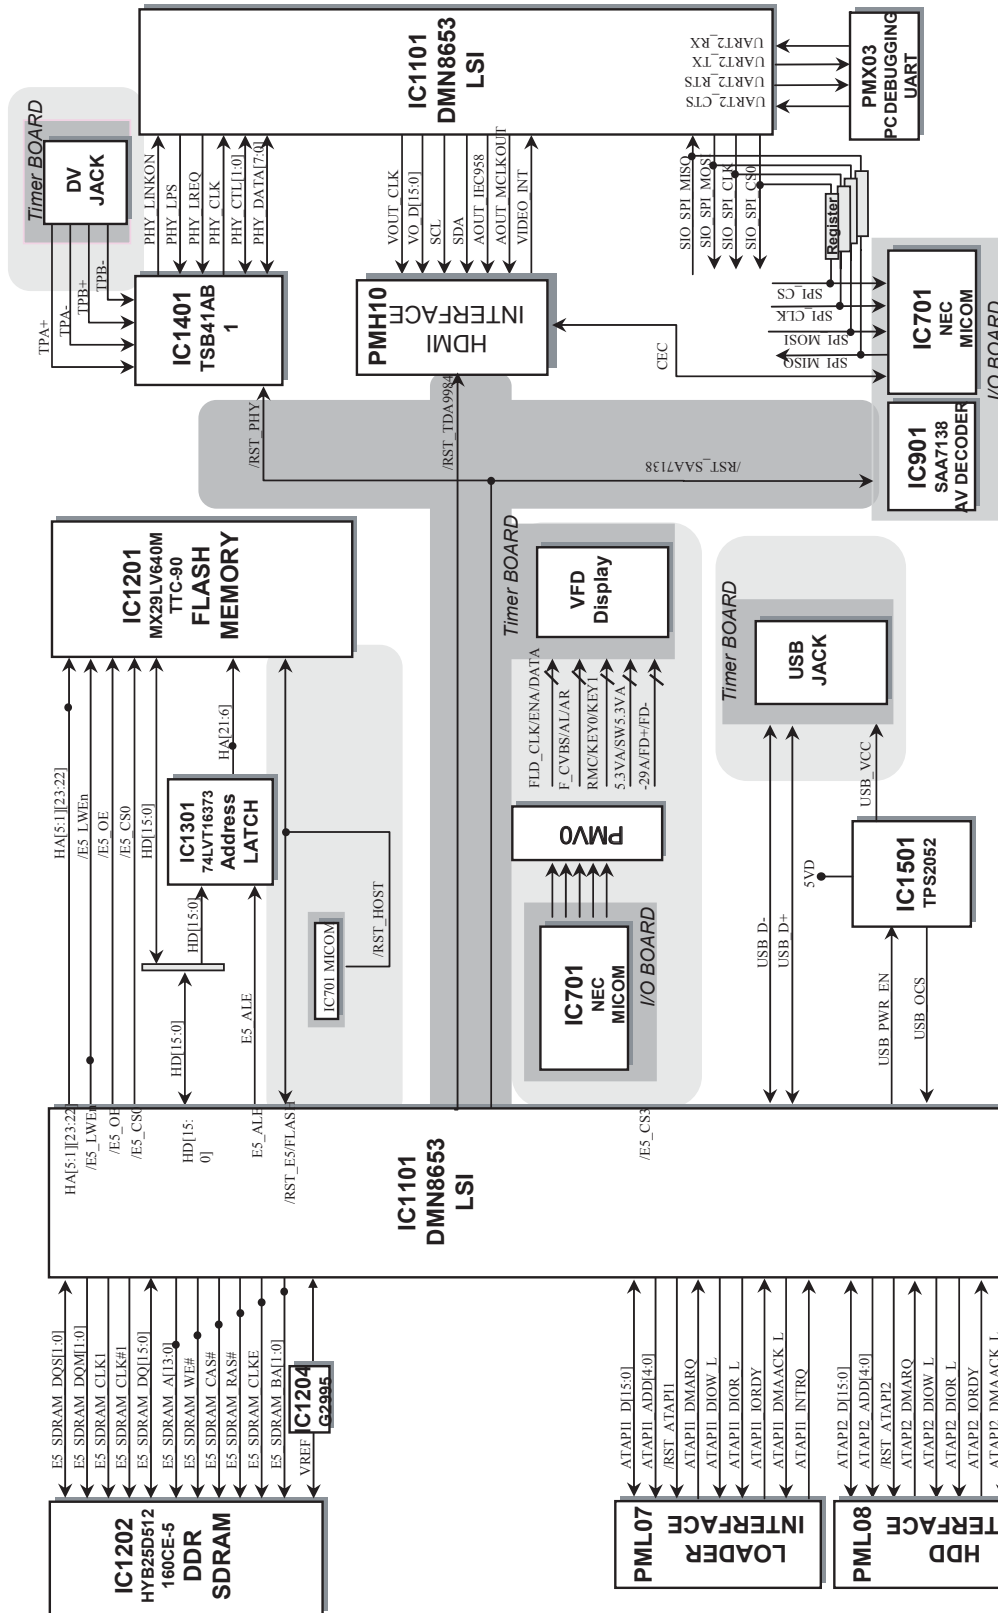 Timer BOARD
DV
JACK
TPA+
TPA-
TPB+
TPB-
IC1401
TSB41AB
1
PHY_LINKON
PHY_LPS
PHY_LREQ
PHY_CLK
PHY_CTL[1:0]
PHY_DATA[7:0]
IC1101
DMN8653
LSI
VOUT_CLK
VO_D[15:0]
SCL
SDA
AOUT_IEC958
AOUT_MCLKOUT
VIDEO_INT
PMH10
HDMI
INTERFACE
UART2_RX
UART2_TX
UART2_RTS
UART2_CTS
PMX03
PC DEBUGGING
UART
SIO_SPI_MISO
SIO_SPI_MOSI
SIO_SPI_CLK
SIO_SPI_CS0
Register
SPI_CS
SPI_CLK
SPI_MOSI
SPI_MISO
CEC
IC701
NEC
MICOM
I/O BOARD
IC901
SAA7138
AV DECODER
/RST_PHY
/RST_TDA9984
/RST_SAA7138
IC1201
MX29LV640M
TTC-90
FLASH
MEMORY
HA[5:1][23:22]
/E5_LWEn
/E5_OE
/E5_CS0
HD[15:0]
HA[21:6]
IC1301
74LVT16373
Address
LATCH
HD[15:0]
HD[15:0]
E5_ALE
IC701 MICOM
/RST_HOST
Timer BOARD
VFD
Display
FLD_CLK/ENA/DATA
F_CVBS/AL/AR
RMC/KEY0/KEY1
5.3VA/SW5.3VA
-29A/FD+/FD-
PMV0
IC701
NEC
MICOM
I/O BOARD
Timer BOARD
USB
JACK
USB_D-
USB_D+
USB_VCC
5VD
IC1501
TPS2052
USB_PWR_EN
USB_OCS
HA[5:1][23:22]
/E5_LWEn
/E5_OE
/E5_CS0
HD[15:
0]
E5_ALE
/RST_E5/FLASH
/E5_CS3
IC1101
DMN8653
LSI
E5_SDRAM_DQS[1:0]
E5_SDRAM_DQM[1:0]
E5_SDRAM_CLK1
E5_SDRAM_CLK#1
E5_SDRAM_DQ[15:0]
E5_SDRAM_A[13:0]
E5_SDRAM_WE#
E5_SDRAM_CAS#
E5_SDRAM_RAS#
E5_SDRAM_CLKE
E5_SDRAM_BA[1:0]
VREF
IC1204
G2995
IC1202
HYB25D512
160CE-5
DDR
SDRAM
ATAPI1_D[15:0]
ATAPI1_ADD[4:0]
/RST_ATAPI1
ATAPI1_DMARQ
ATAPI1_DIOW_L
ATAPI1_DIOR_L
ATAPI1_IORDY
ATAPI1_DMAACK_L
ATAPI1_INTRQ
PML07
LOADER
INTERFACE
ATAPI2_D[15:0]
ATAPI2_ADD[4:0]
/RST_ATAPI2
ATAPI2_DMARQ
ATAPI2_DIOW_L
ATAPI2_DIOR_L
ATAPI2_IORDY
ATAPI2_DMAACK_L
PML08
HDD